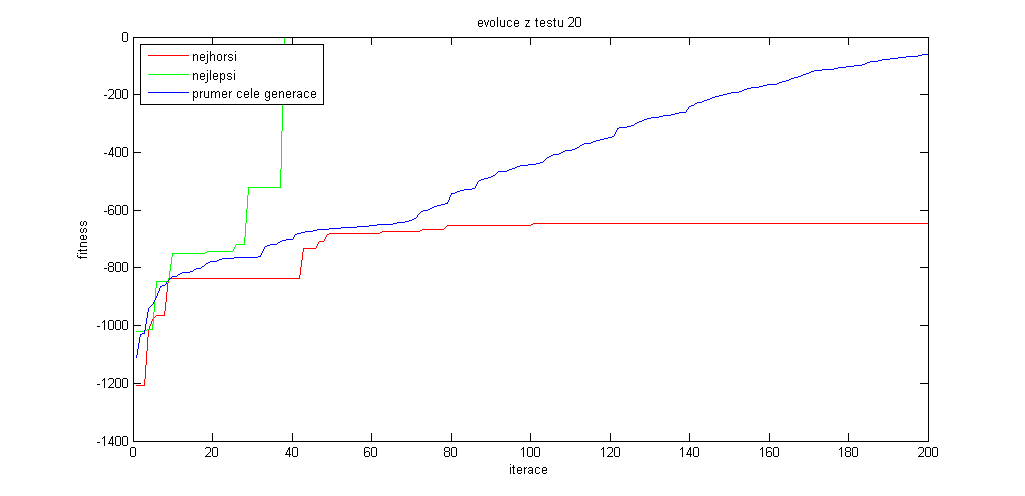 evoluce z testu 20
nejhorsi
nejlepsi
prumer cele generace
fitness
0
-200
-400
-600
-800
-1000
-1200
-1400
0 20 40 60 80 100 120 140 160 180 200
iterace